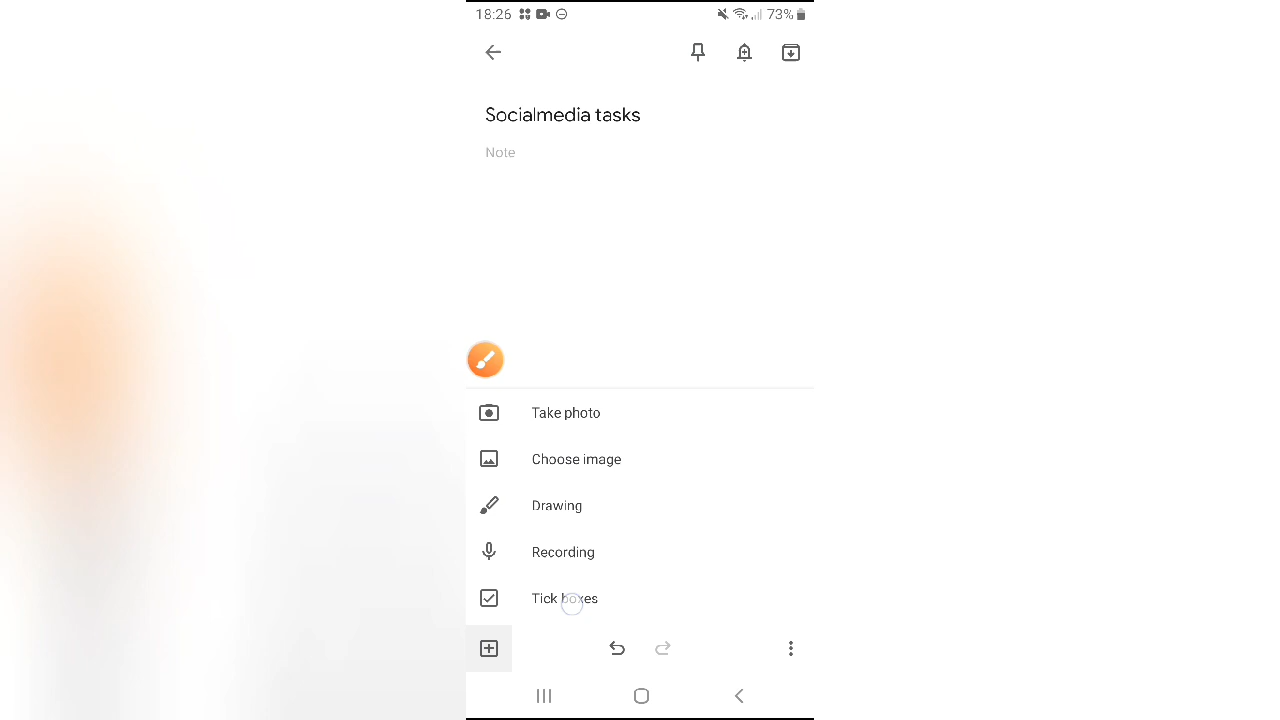 18:26 73%
Socialmedia tasks
Note
Take photo
Choose image
Drawing
Recording
Tick boxes